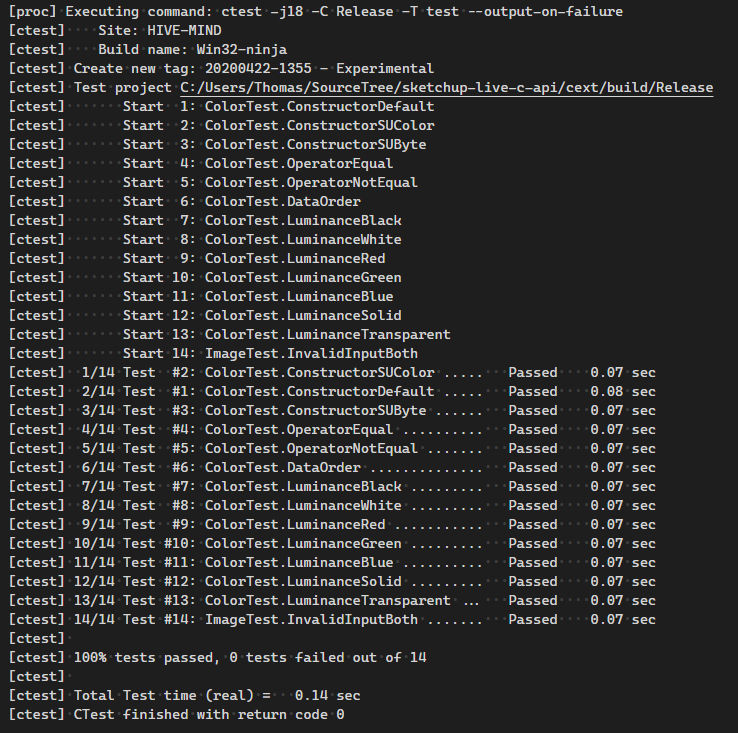 [proc] Executing command: ctest -j18 -C Release -T test --output-on-failure
[ctest]    Site: HIVE-MIND
[ctest]    Build name: Win32-ninja
[ctest] Create new tag: 20200422-1355 - Experimental
[ctest] Test project C:/Users/Thomas/SourceTree/sketchup-live-c-api/cext/build/Release
[ctest]       Start  1: ColorTest.ConstructorDefault
[ctest]       Start  2: ColorTest.ConstructorSUColor
[ctest]       Start  3: ColorTest.ConstructorSUByte
[ctest]       Start  4: ColorTest.OperatorEqual
[ctest]       Start  5: ColorTest.OperatorNotEqual
[ctest]       Start  6: ColorTest.DataOrder
[ctest]       Start  7: ColorTest.LuminanceBlack
[ctest]       Start  8: ColorTest.LuminanceWhite
[ctest]       Start  9: ColorTest.LuminanceRed
[ctest]       Start 10: ColorTest.LuminanceGreen
[ctest]       Start 11: ColorTest.LuminanceBlue
[ctest]       Start 12: ColorTest.LuminanceSolid
[ctest]       Start 13: ColorTest.LuminanceTransparent
[ctest]       Start 14: ImageTest.InvalidInputBoth
[ctest]  1/14 Test  #2: ColorTest.ConstructorSUColor .....   Passed    0.07 sec
[ctest]  2/14 Test  #1: ColorTest.ConstructorDefault .....   Passed    0.08 sec
[ctest]  3/14 Test  #3: ColorTest.ConstructorSUByte ......   Passed    0.07 sec
[ctest]  4/14 Test  #4: ColorTest.OperatorEqual ..........   Passed    0.07 sec
[ctest]  5/14 Test  #5: ColorTest.OperatorNotEqual .......   Passed    0.07 sec
[ctest]  6/14 Test  #6: ColorTest.DataOrder ..............   Passed    0.07 sec
[ctest]  7/14 Test  #7: ColorTest.LuminanceBlack .........   Passed    0.07 sec
[ctest]  8/14 Test  #8: ColorTest.LuminanceWhite .........   Passed    0.07 sec
[ctest]  9/14 Test  #9: ColorTest.LuminanceRed ...........   Passed    0.07 sec
[ctest] 10/14 Test #10: ColorTest.LuminanceGreen .........   Passed    0.07 sec
[ctest] 11/14 Test #11: ColorTest.LuminanceBlue ..........   Passed    0.07 sec
[ctest] 12/14 Test #12: ColorTest.LuminanceSolid .........   Passed    0.07 sec
[ctest] 13/14 Test #13: ColorTest.LuminanceTransparent ...   Passed    0.07 sec
[ctest] 14/14 Test #14: ImageTest.InvalidInputBoth .......   Passed    0.07 sec
[ctest]
[ctest] 100% tests passed, 0 tests failed out of 14
[ctest]
[ctest] Total Test time (real) =   0.14 sec
[ctest] CTest finished with return code 0